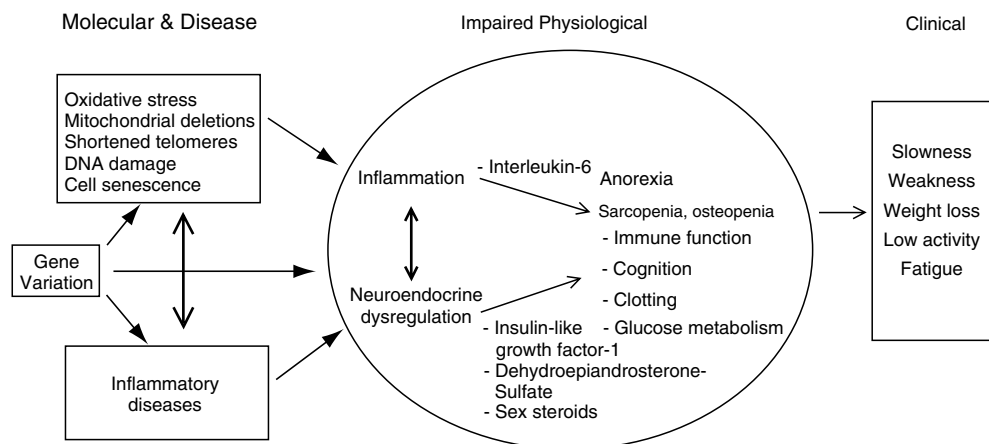 Molecular & Disease
Impaired Physiological
Clinical
Oxidative stress
Mitochondrial deletions
Shortened telomeres
DNA damage
Cell senescence
Gene
Variation
Inflammatory
diseases
Inflammation
- Interleukin-6
Anorexia
Sarcopenia, osteopenia
- Immune function
- Cognition
- Clotting
- Glucose metabolism
Neuroendocrine
dysregulation
- Insulin-like
growth factor-1
- Dehydroepiandrosterone-
Sulfate
- Sex steroids
Slowness
Weakness
Weight loss
Low activity
Fatigue